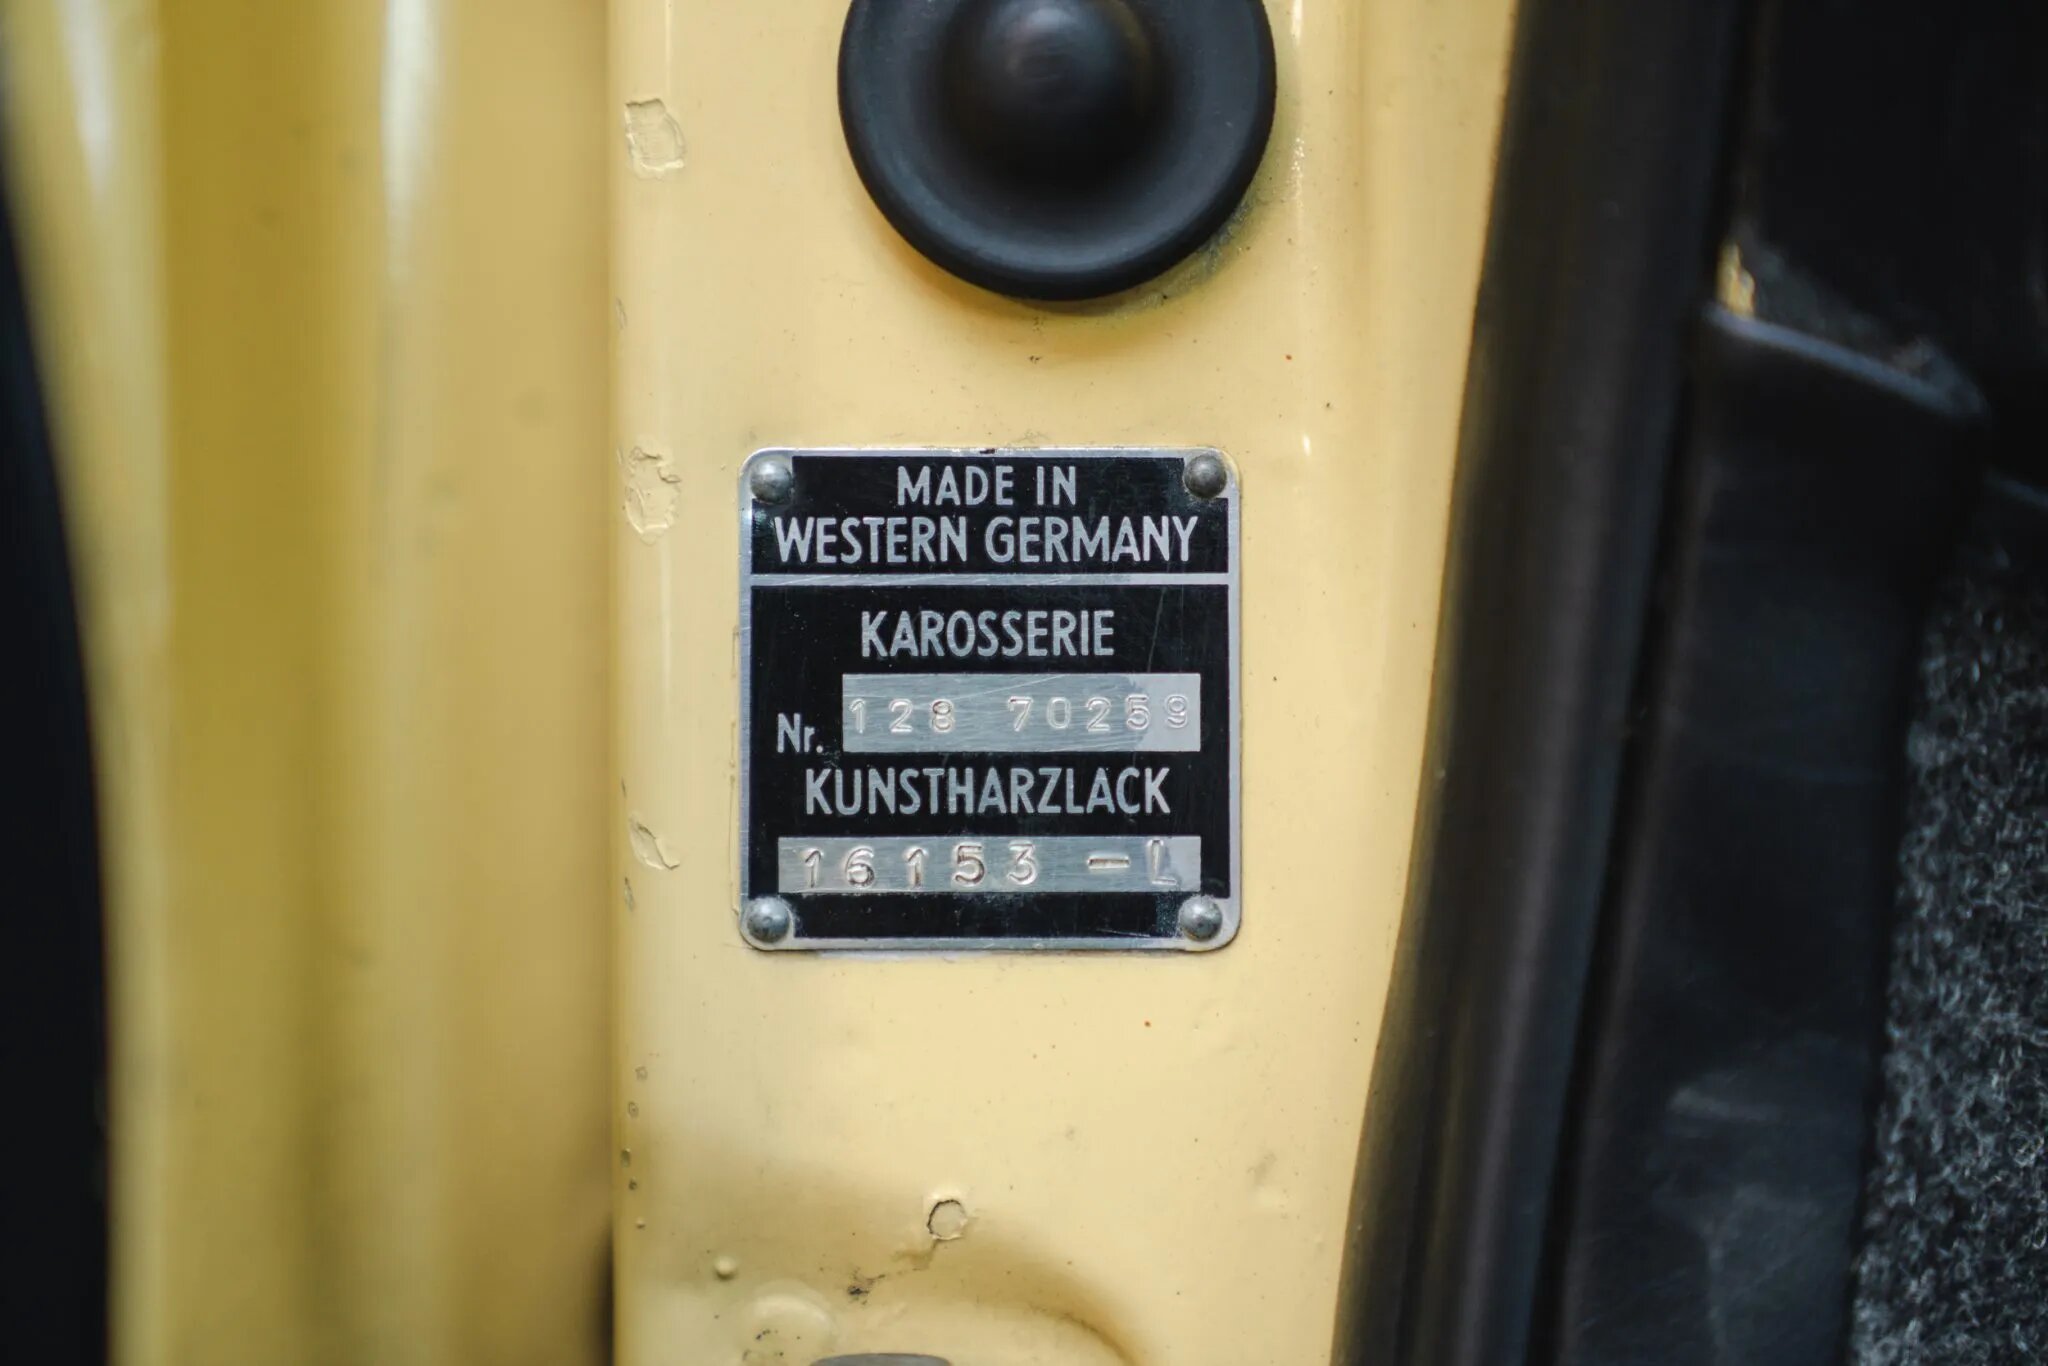 MADE IN
WESTERN GERMANY
KAROSSERIE
Nr. 128 70259
KUNSTHARZLACK
16153 - L